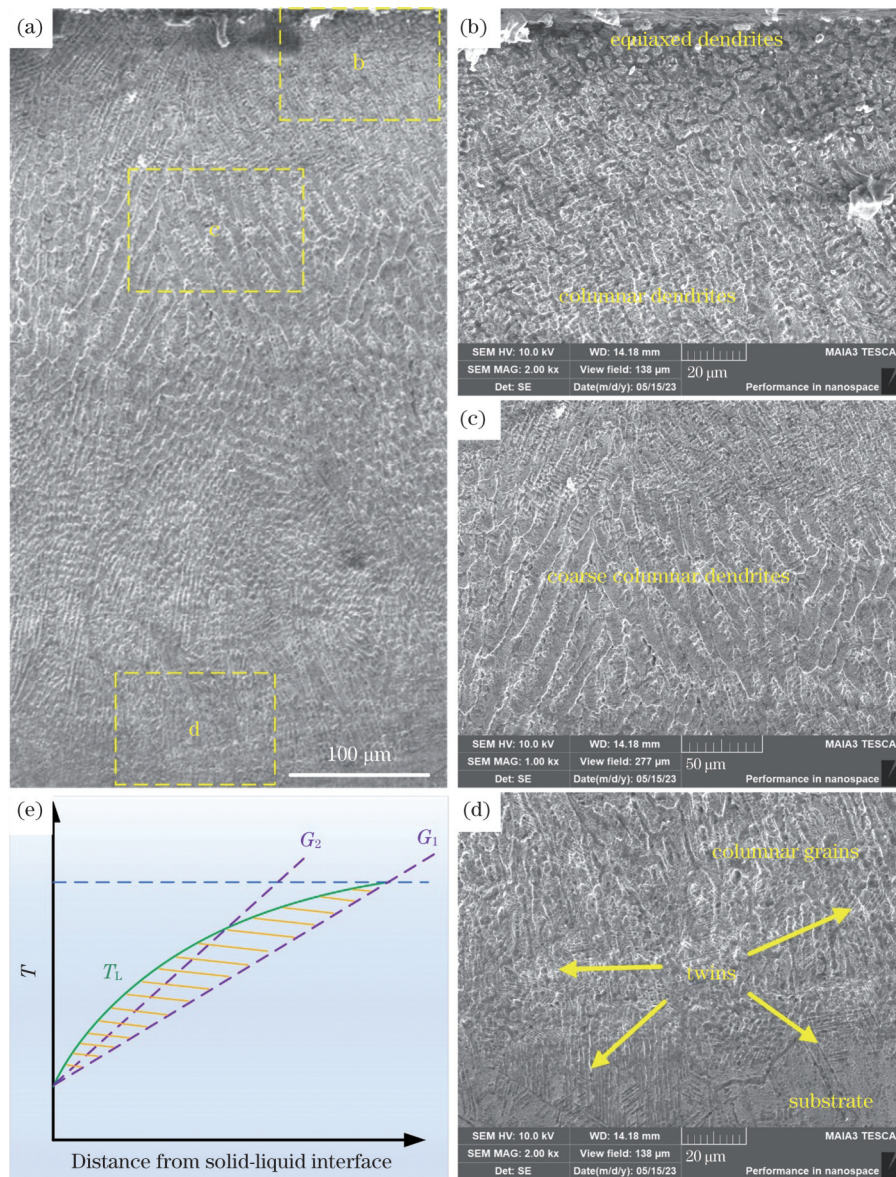 (a)
b
c
d
100 μm
(b)
equiaxed dendrites
columnar dendrites
SEM HV: 10.0 kV WD: 14.18 mm MAIA3 TESCA
SEM MAG: 2.00 kx View field: 138 μm 20 μm
Det: SE Date(m/d/y): 05/15/23 Performance in nanospace
(c)
coarse columnar dendrites
SEM HV: 10.0 kV WD: 14.18 mm MAIA3 TESCA
SEM MAG: 1.00 kx View field: 277 μm 50 μm
Det: SE Date(m/d/y): 05/15/23 Performance in nanospace
(e)
G2
G1
T
TL
Distance from solid-liquid interface
(d)
columnar grains
twins
substrate
SEM HV: 10.0 kV WD: 14.18 mm MAIA3 TESCA
SEM MAG: 2.00 kx View field: 138 μm 20 μm
Det: SE Date(m/d/y): 05/15/23 Performance in nanospace